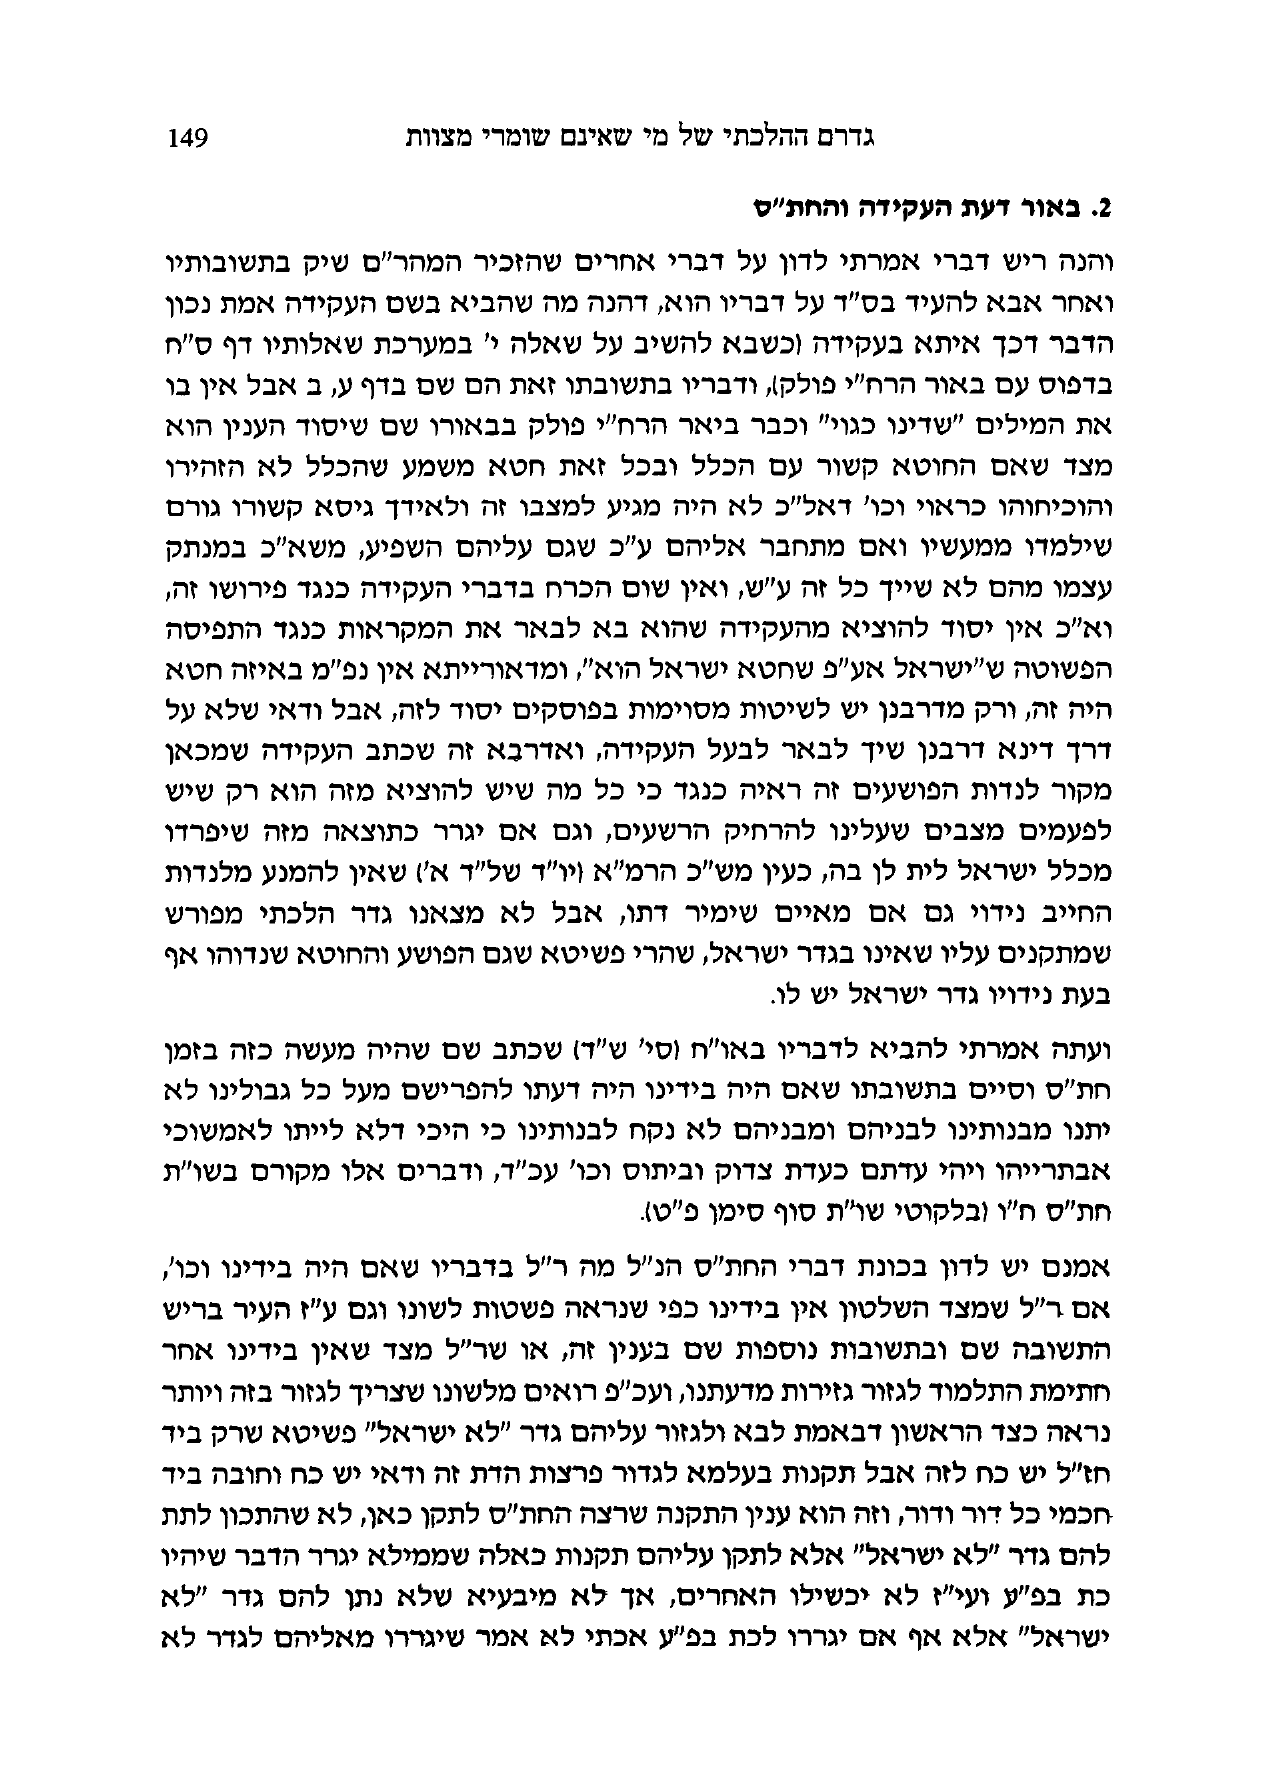 גדרם ההלכתי של מי שאינם שומרי מצוות 149
2. באור דעת העקידה והחת"ס
והנה ריש דברי אמרתי לדון על דברי אחרים שהזכיר המהר"ם שיק בתשובותיו
ואחר אבא להעיד בס"ד על דבריו הוא, דהנה מה שהביא בשם העקידה אמת נכון
הדבר דכך איתא בעקידה (כשבא להשיב על שאלה י' במערכת שאלותיו דף ס"ח
בדפוס עם באור הרח"י פולק), ודבריו בתשובתו זאת הם שם בדף ע, ב אבל אין בו
את המילים "שדינו כגוי" וכבר ביאר הרח"י פולק בבאורו שם שיסוד הענין הוא
מצד שאם החוטא קשור עם הכלל ובכל זאת חטא משמע שהכלל לא הזהירו
והוכיחוהו כראוי וכו' דאל"כ לא היה מגיע למצבו זה ולאידך גיסא קשורו גורם
שילמדו ממעשיו ואם מתחבר אליהם ע"כ שגם עליהם השפיע, משא"כ במנתק
עצמו מהם לא שייך כל זה ע"ש, ואין שום הכרח בדברי העקידה כנגד פירושו זה,
וא"כ אין יסוד להוציא מהעקידה שהוא בא לבאר את המקראות כנגד התפיסה
הפשוטה ש"ישראל אע"פ שחטא ישראל הוא", ומדאורייתא אין נפ"מ באיזה חטא
היה זה, ורק מדרבנן יש לשיטות מסוימות בפוסקים יסוד לזה, אבל ודאי שלא על
דרך דינא דרבנן שיך לבאר לבעל העקידה, ואדרבא זה שכתב העקידה שמכאן
מקור לנדות הפושעים זה ראיה כנגד כי כל מה שיש להוציא מזה הוא רק שיש
לפעמים מצבים שעלינו להרחיק הרשעים, וגם אם יגרר כתוצאה מזה שיפרדו
מכלל ישראל לית לן בה, כעין מש"כ הרמ"א (יו"ד של"ד א') שאין להמנע מלנדות
החייב נידוי גם אם מאיים שימיר דתו, אבל לא מצאנו גדר הלכתי מפורש
שמתקנים עליו שאינו בגדר ישראל, שהרי פשיטא שגם הפושע והחוטא שנדוהו אף
בעת נידויו גדר ישראל יש לו.
ועתה אמרתי להביא לדבריו באו"ח (סי' ש"ד) שכתב שם שהיה מעשה כזה בזמן
חת"ס וסיים בתשובתו שאם היה בידינו היה דעתו להפרישם מעל כל גבולינו לא
יתנו מבנותינו לבניהם ומבניהם לא נקח לבנותינו כי היכי דלא לייתו לאמשוכי
אבתרייהו ויהי עדתם כעדת צדוק וביתוס וכו' עכ"ד, ודברים אלו מקורם בשו"ת
חת"ס ח"ו (בלקוטי שו"ת סוף סימן פ"ט).
אמנם יש לדון בכונת דברי החת"ס הנ"ל מה ר"ל בדבריו שאם היה בידינו וכו',
אם ר"ל שמצד השלטון אין בידינו כפי שנראה פשטות לשונו וגם ע"ז העיר בריש
התשובה שם ובתשובות נוספות שם בענין זה, או שר"ל מצד שאין בידינו אחר
חתימת התלמוד לגזור גזירות מדעתנו, ועכ"פ רואים מלשונו שצריך לגזור בזה ויותר
נראה כצד הראשון דבאמת לבא ולגזור עליהם גדר "לא ישראל" פשיטא שרק ביד
חז"ל יש כח לזה אבל תקנות בעלמא לגדור פרצות הדת זה ודאי יש כח וחובה ביד
חכמי כל דור ודור, וזה הוא ענין התקנה שרצה החת"ס לתקן כאן, לא שהתכון לתת
להם גדר "לא ישראל" אלא לתקן עליהם תקנות כאלה שממילא יגרר הדבר שיהיו
כת בפ"ע ועי"ז לא יכשילו האחרים, אך לא מיבעיא שלא נתן להם גדר "לא
ישראל" אלא אף אם יגררו לכת בפ"ע אכתי לא אמר שיגררו מאליהם לגדר לא